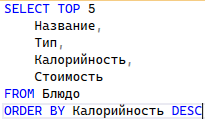 SELECT TOP 5
Название,
Тип,
Калорийность,
Стоимость
FROM Блюдо
ORDER BY Калорийность DESC